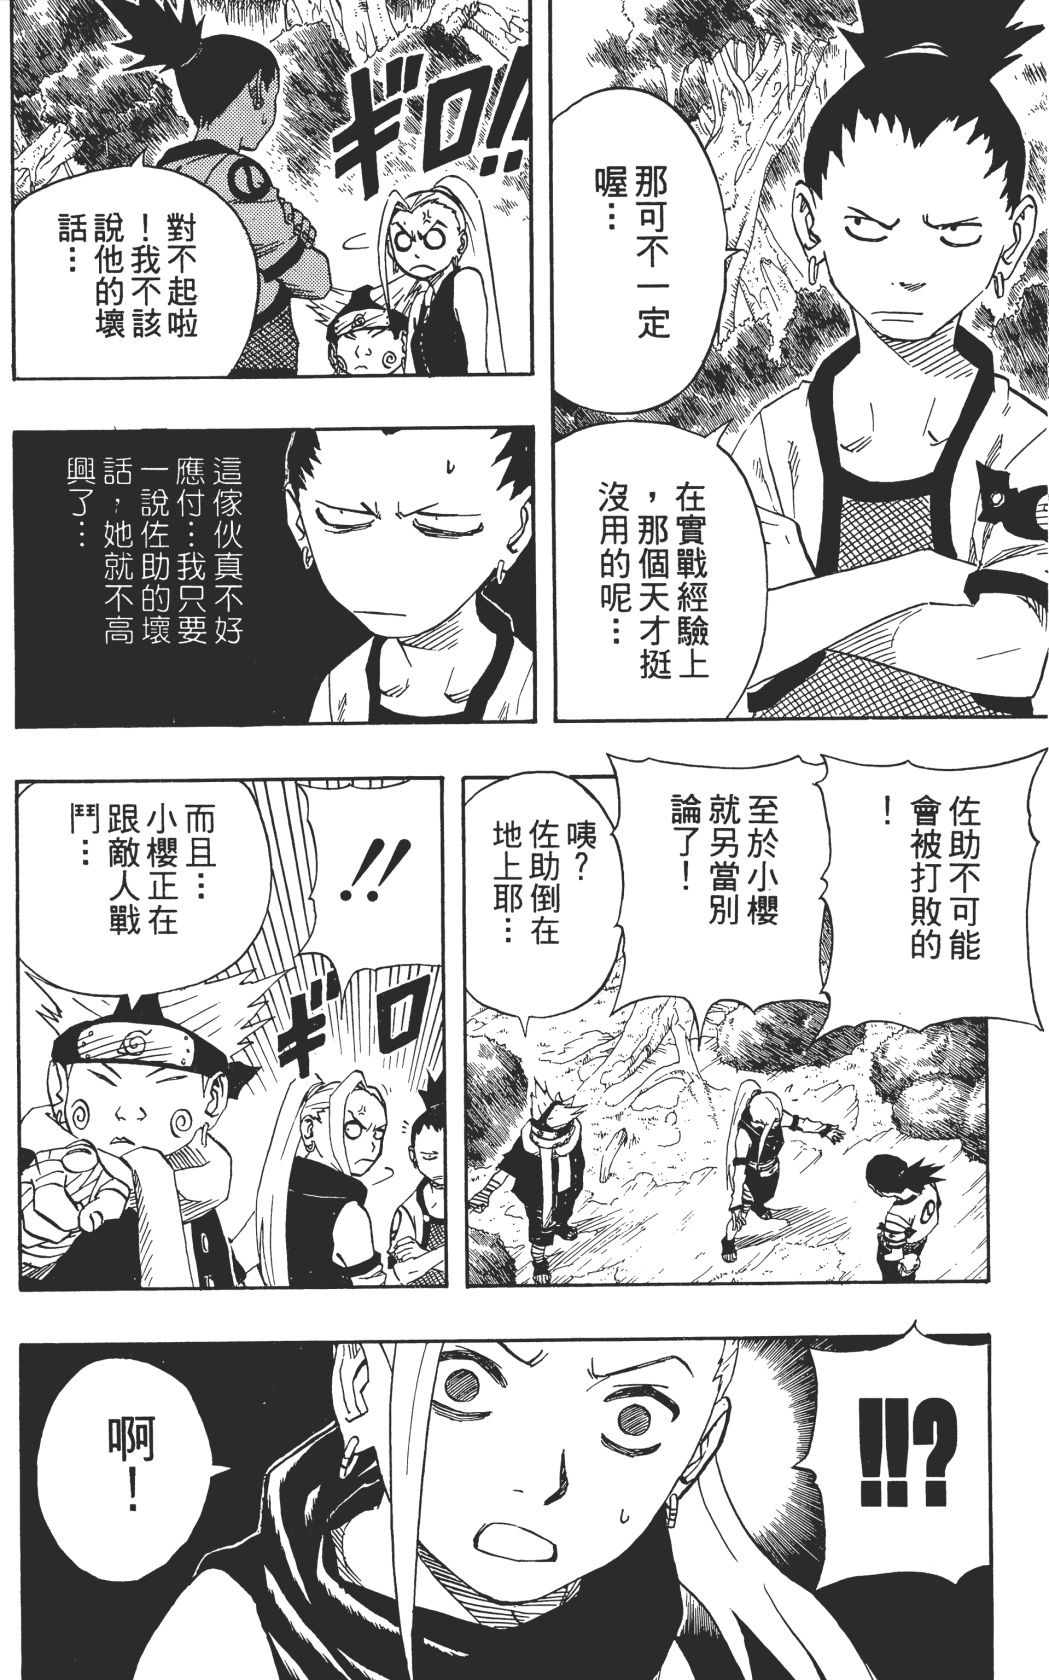 那可不一定
喔⋯
在實戰經驗上
，那個天才挺
沒用的呢⋯
ギロ!!
對不起啦
！我不該
說他的壞
話⋯
這傢伙真不好
應付⋯我只要
一說佐助的壞
話，她就不高
興了⋯
佐助不可能
會被打敗的
！
至於小櫻
就另當別
論了！
咦？
佐助倒在
地上耶⋯
!!
ギロ
而且⋯
小櫻正在
跟敵人戰
鬥⋯
!!?
啊！